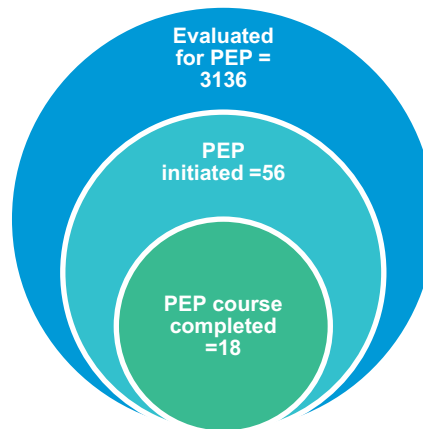 Evaluated
for PEP =
3136
PEP
initiated =56
PEP course
completed
=18